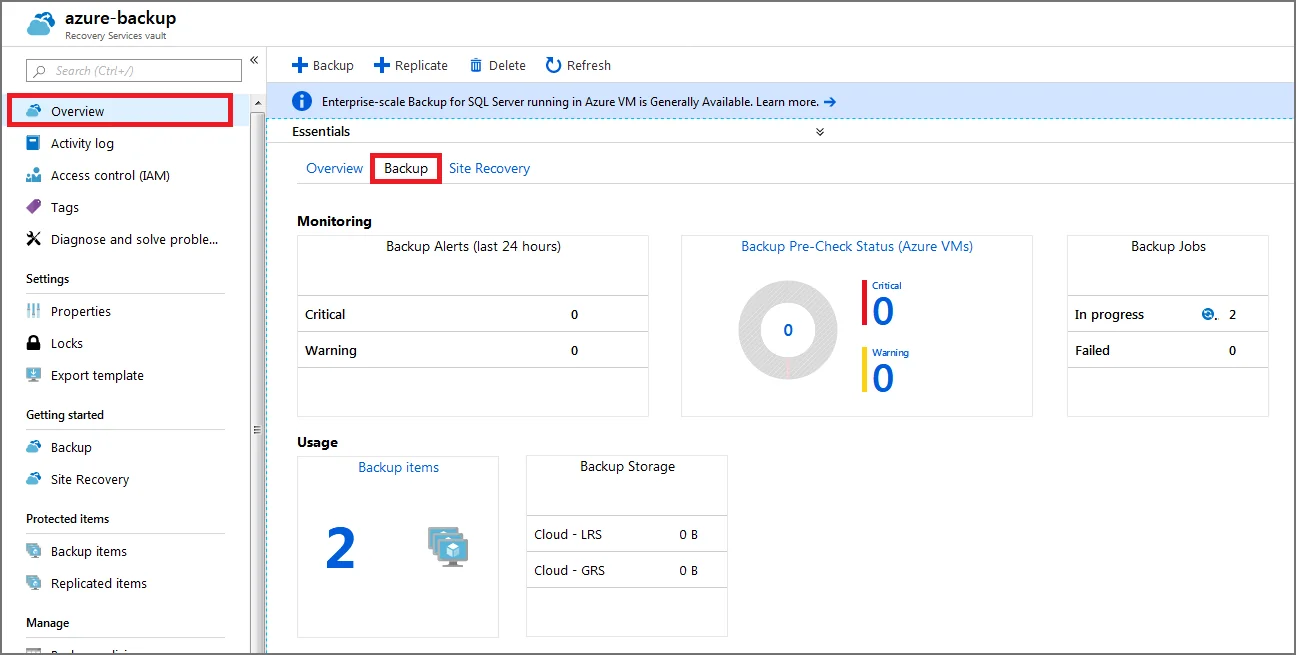 azure-backup
Recovery Services vault
Search (Ctrl+/)
«
Overview
Activity log
Access control (IAM)
Tags
Diagnose and solve proble...
Settings
Properties
Locks
Export template
Getting started
Backup
Site Recovery
Protected items
Backup items
Replicated items
Manage
Backup Replicate Delete Refresh
Enterprise-scale Backup for SQL Server running in Azure VM is Generally Available. Learn more. →
Essentials
Overview Backup Site Recovery
Monitoring
Backup Alerts (last 24 hours)
Critical 0
Warning 0
Backup Pre-Check Status (Azure VMs)
0
Critical
0
Warning
0
Backup Jobs
In progress 2
Failed 0
Usage
Backup items
2
Backup Storage
Cloud - LRS 0 B
Cloud - GRS 0 B